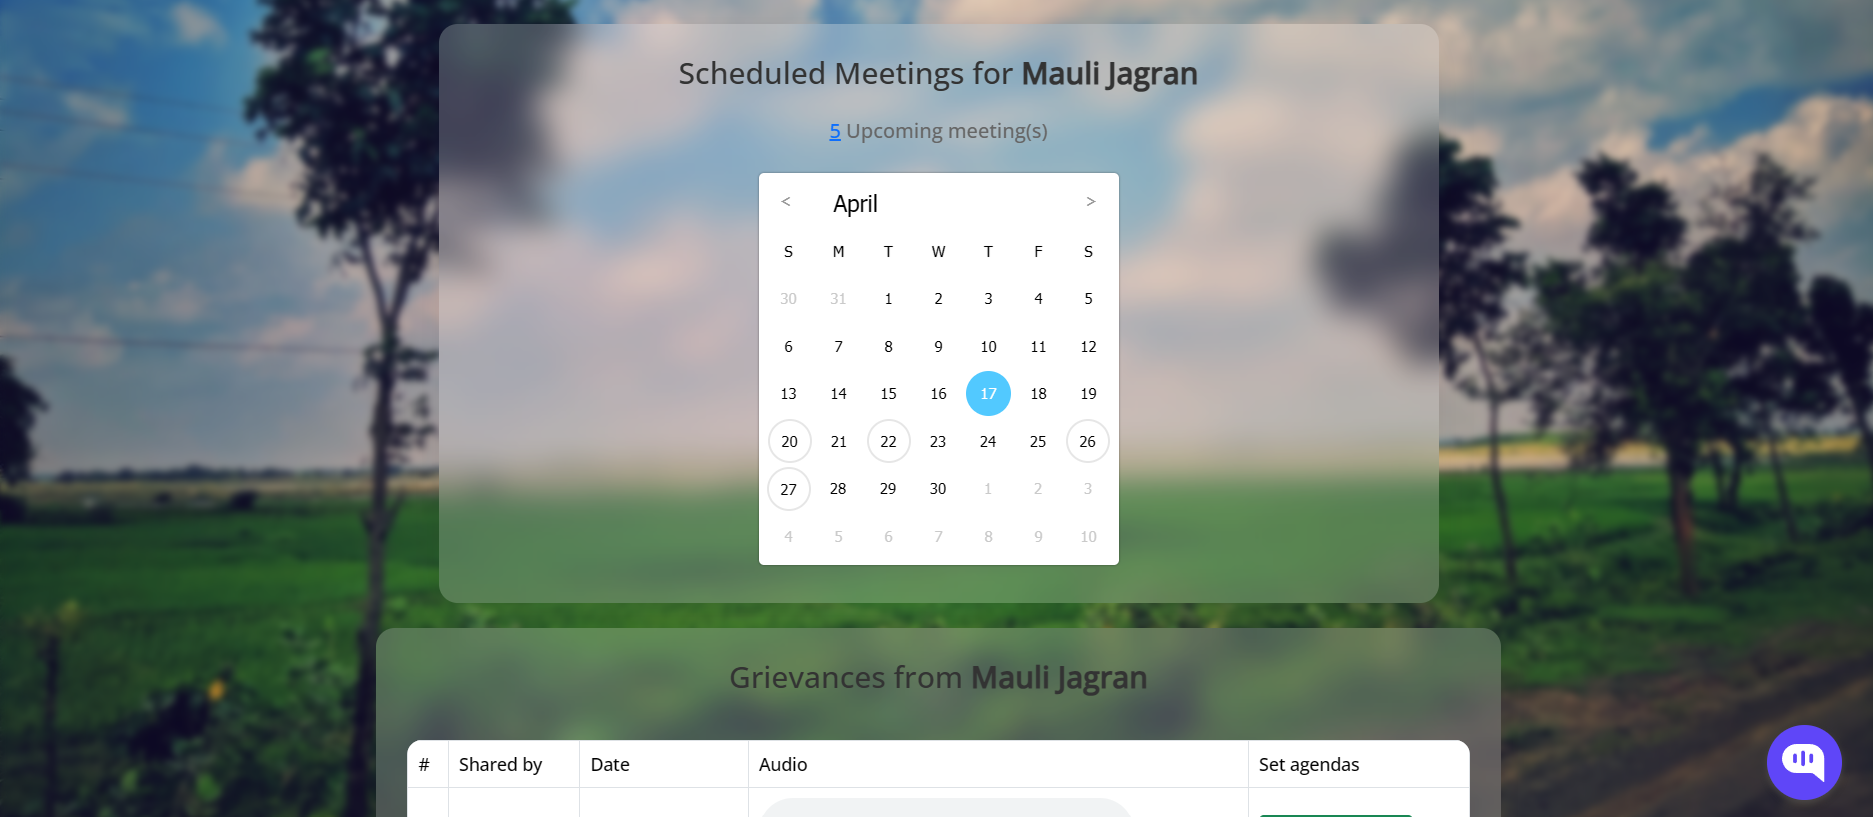 Scheduled Meetings for Mauli Jagran
5 Upcoming meeting(s)
< April >
S M T W T F S
30 31 1 2 3 4 5
6 7 8 9 10 11 12
13 14 15 16 17 18 19
20 21 22 23 24 25 26
27 28 29 30 1 2 3
4 5 6 7 8 9 10
Grievances from Mauli Jagran
# Shared by Date Audio Set agendas